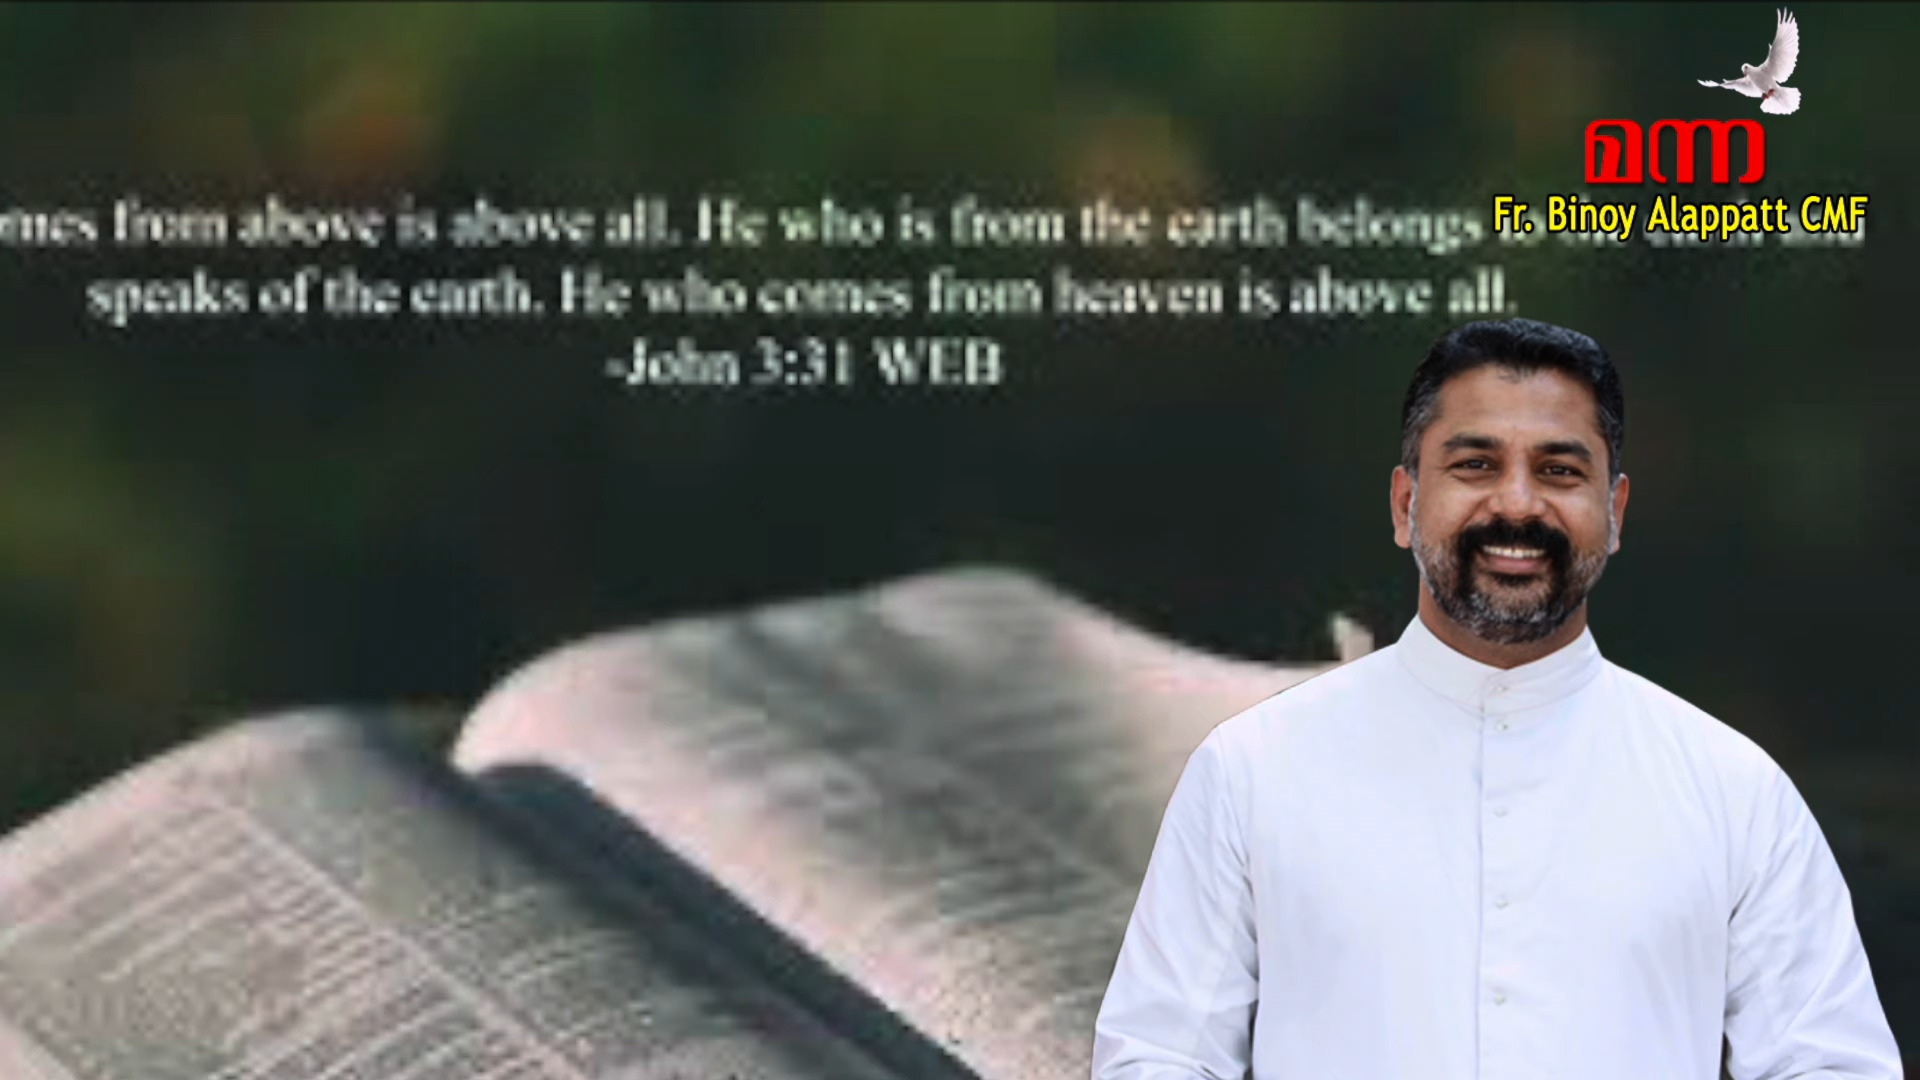 മന്ന
Fr. Binoy Alappatt CMF
from above is above all. He who is from the earth belongs
speaks of the earth. He who comes from heaven is above all.
-John 3:31 WEB